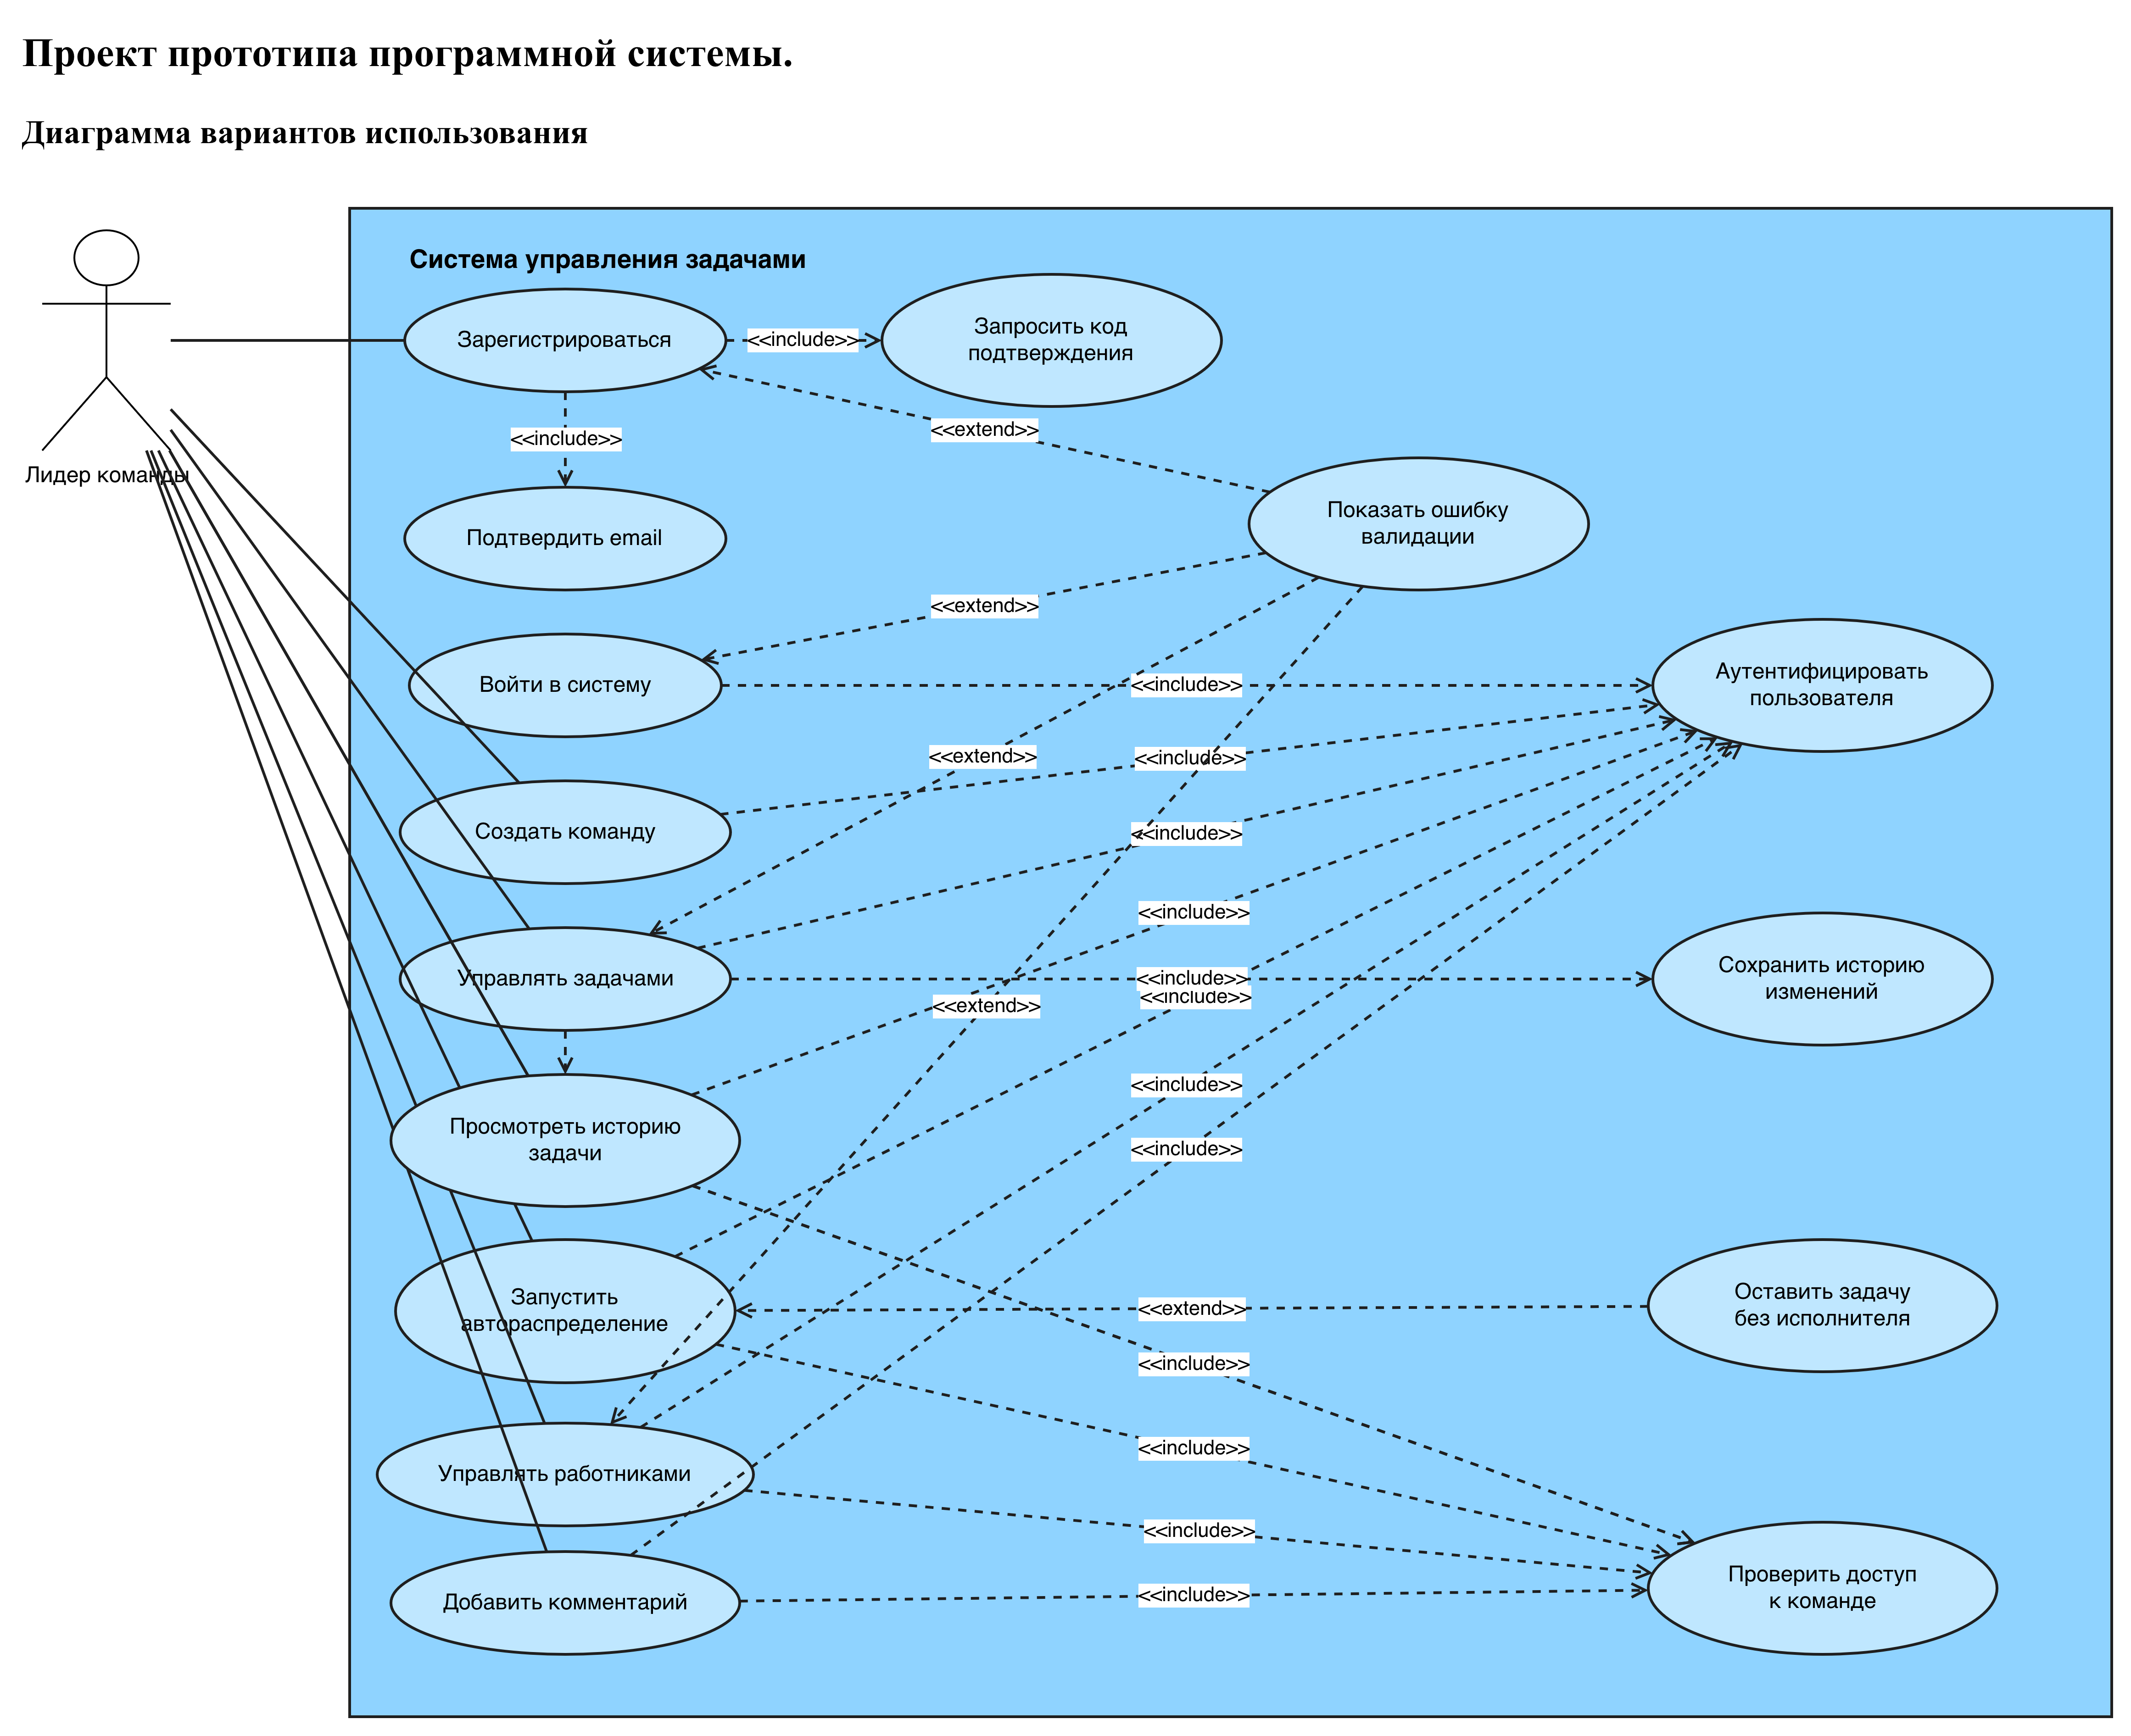 Проект прототипа программной системы.
Диаграмма вариантов использования
Система управления задачами
Лидер команды
Зарегистрироваться
<<include>>
Запросить код
подтверждения
<<include>>
<<extend>>
Показать ошибку
валидации
Подтвердить email
<<extend>>
Войти в систему
<<include>>
Аутентифицировать
пользователя
<<extend>>
<<include>>
Создать команду
<<include>>
<<include>>
Управлять задачами
<<include>>
<<include>>
<<extend>>
Сохранить историю
изменений
Просмотреть историю
задачи
<<include>>
<<include>>
Запустить
автораспределение
<<extend>>
Оставить задачу
без исполнителя
<<include>>
<<include>>
Управлять работниками
<<include>>
Добавить комментарий
<<include>>
Проверить доступ
к команде